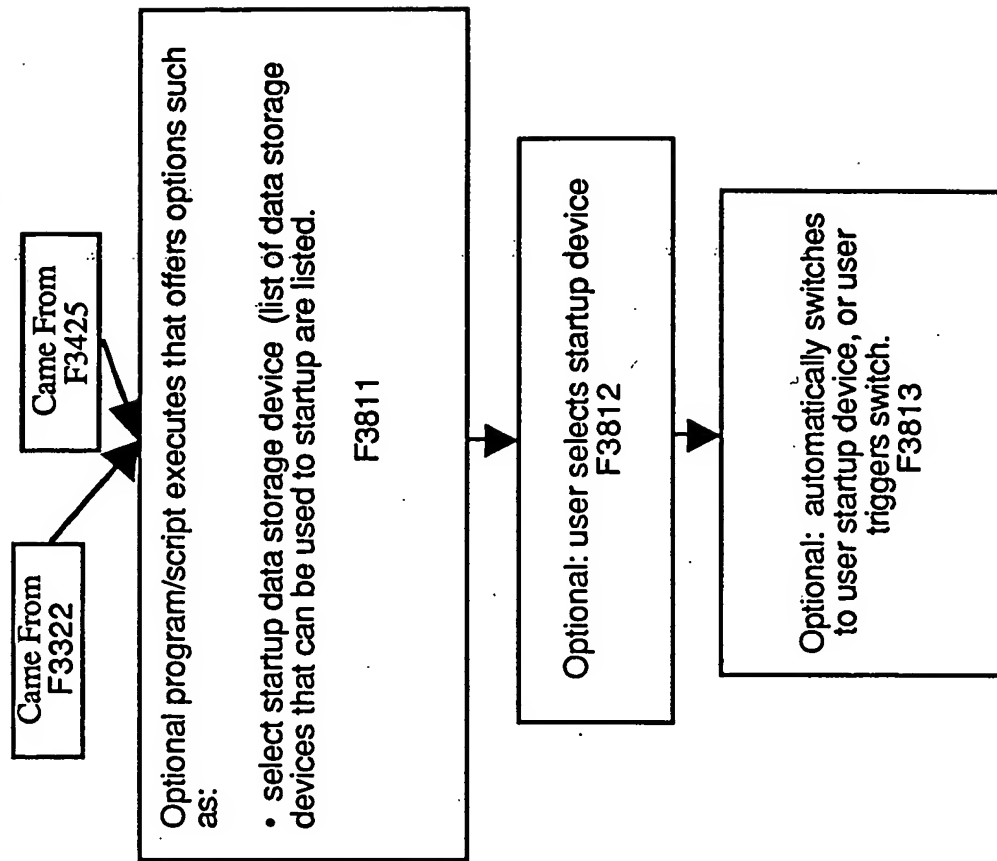 Came From
F3322
Came From
F3425
Optional program/script executes that offers options such
as:
• select startup data storage device (list of data storage
devices that can be used to startup are listed.
F3811
Optional: user selects startup device
F3812
Optional: automatically switches
to user startup device, or user
triggers switch.
F3813